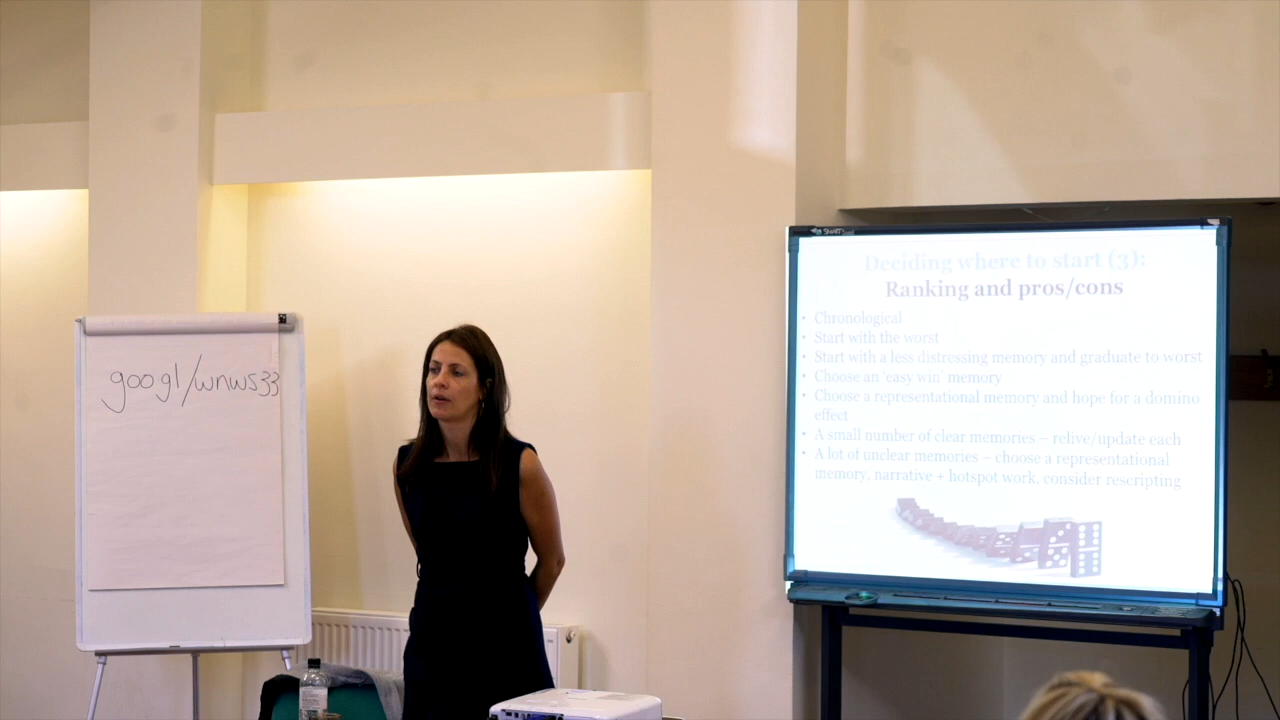 goo gl/wnws33
SMART
Deciding where to start (3):
Ranking and pros/cons
• Chronological
• Start with the worst
• Start with a less distressing memory and graduate to worst
• Choose an 'easy win' memory
• Choose a representational memory and hope for a domino
effect
• A small number of clear memories – relive/update each
• A lot of unclear memories – choose a representational
memory, narrative + hotspot work, consider rescripting